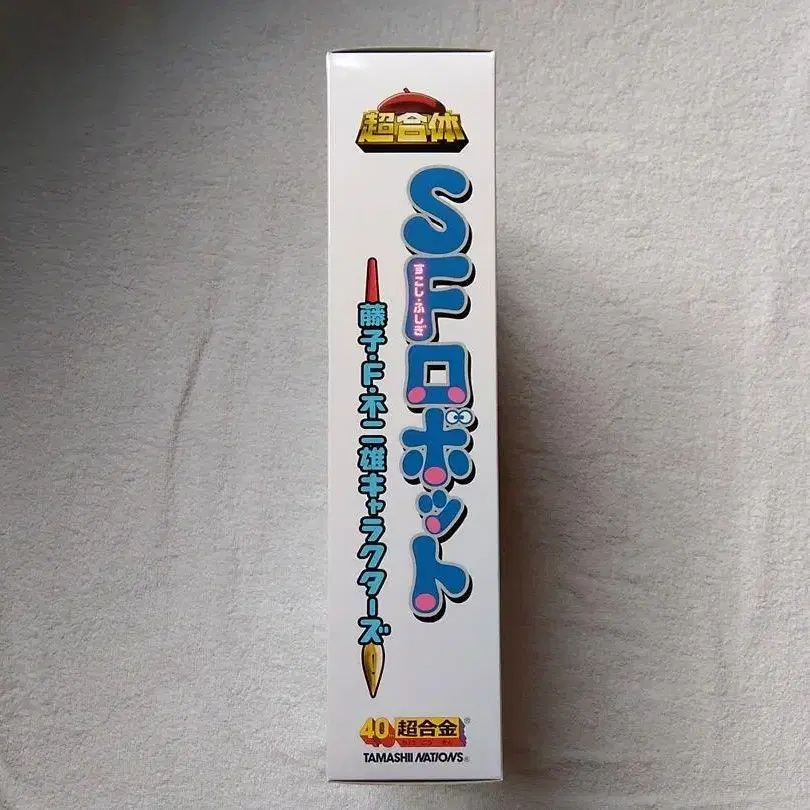 超合体
SFロボット
すこし・ふしぎ
藤子・F・不二雄キャラクターズ
40 超合金®
TAMASHII NATIONS®